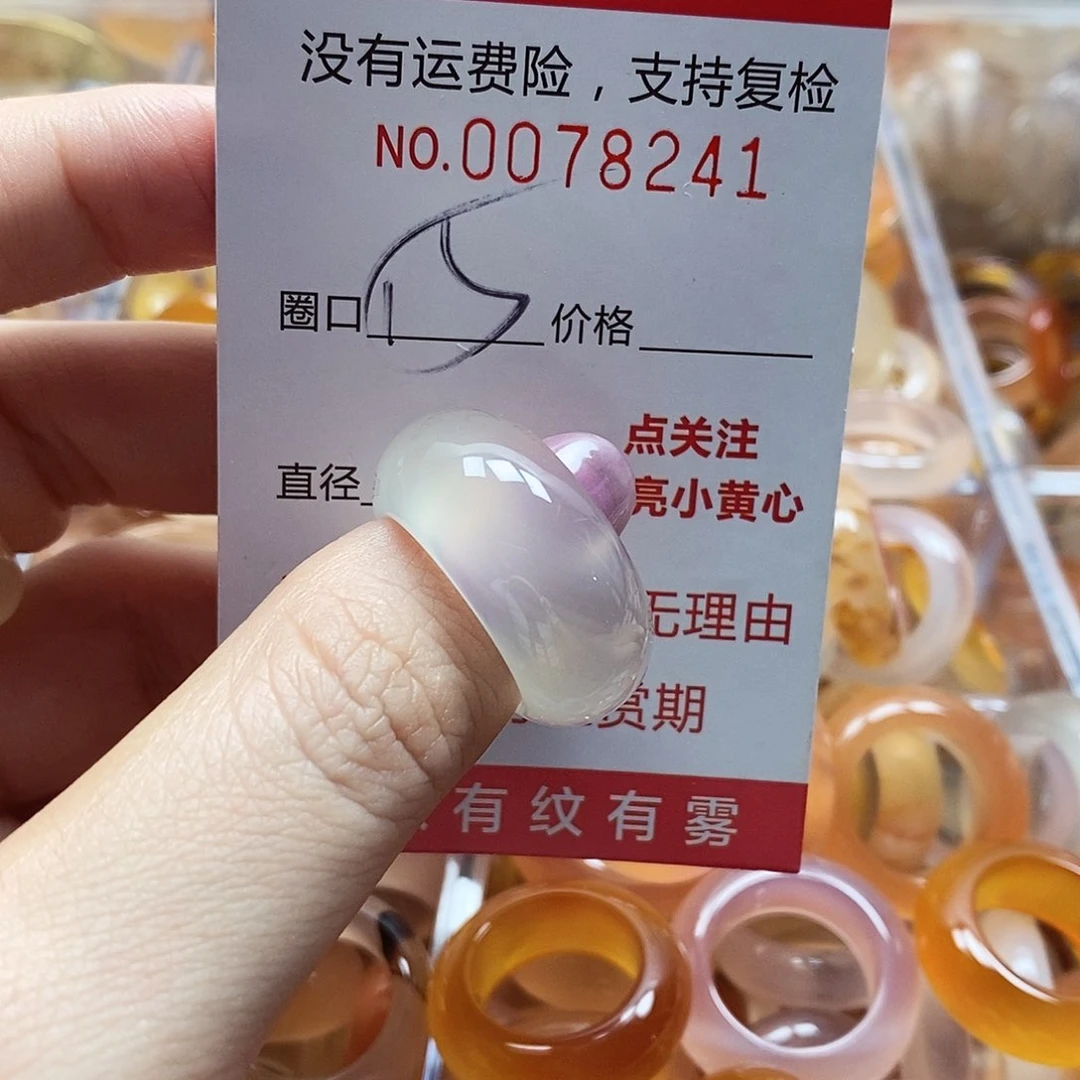 没有运费险，支持复检
NO.0078241
圈口 价格
直径
点关注
亮小黄心
无理由
赏期
有纹有雾